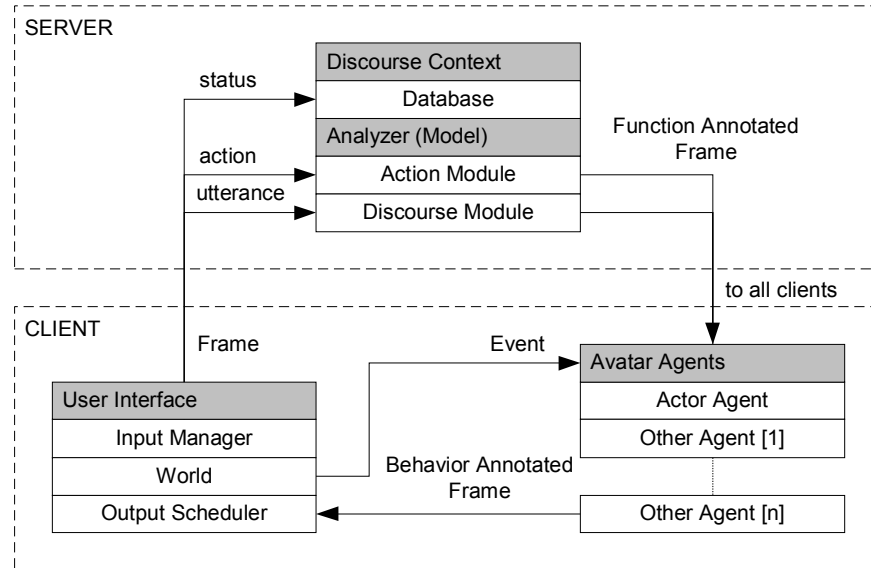 SERVER
Discourse Context
status
Database
Analyzer (Model)
Function Annotated
Frame
action
Action Module
utterance
Discourse Module
to all clients
CLIENT
Frame
Event
Avatar Agents
User Interface
Actor Agent
Input Manager
Other Agent [1]
World
Behavior Annotated
Frame
Output Scheduler
Other Agent [n]